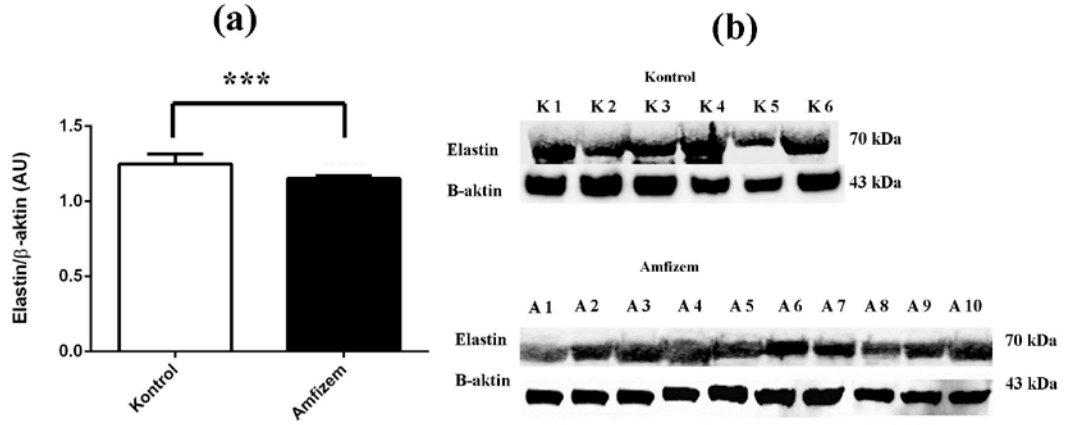 (a)
***
Elastin/β-aktin (AU)
1.5
1.0
0.5
0.0
Kontrol
Amfizem
(b)
Kontrol
K 1 K 2 K 3 K 4 K 5 K 6
Elastin 70 kDa
B-aktin 43 kDa
Amfizem
A 1 A 2 A 3 A 4 A 5 A 6 A 7 A 8 A 9 A 10
Elastin 70 kDa
B-aktin 43 kDa